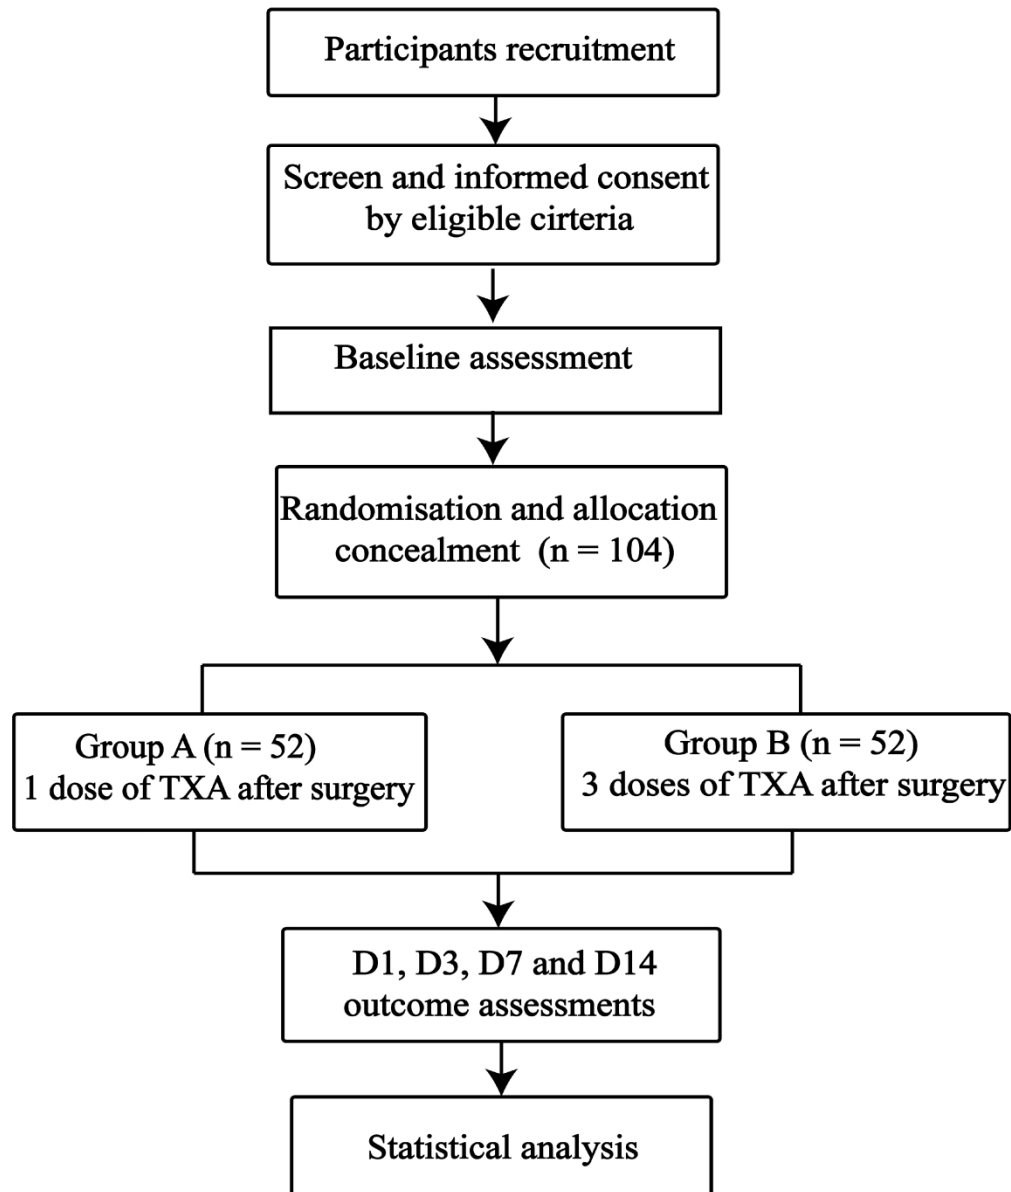 Participants recruitment
Screen and informed consent
by eligible cirteria
Baseline assessment
Randomisation and allocation
concealment (n = 104)
Group A (n = 52)
1 dose of TXA after surgery
Group B (n = 52)
3 doses of TXA after surgery
D1, D3, D7 and D14
outcome assessments
Statistical analysis